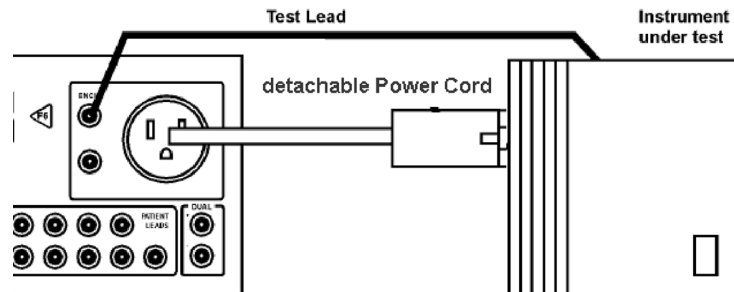 Test Lead
Instrument
under test
detachable Power Cord
F6
PATIENT
LEADS
DUAL